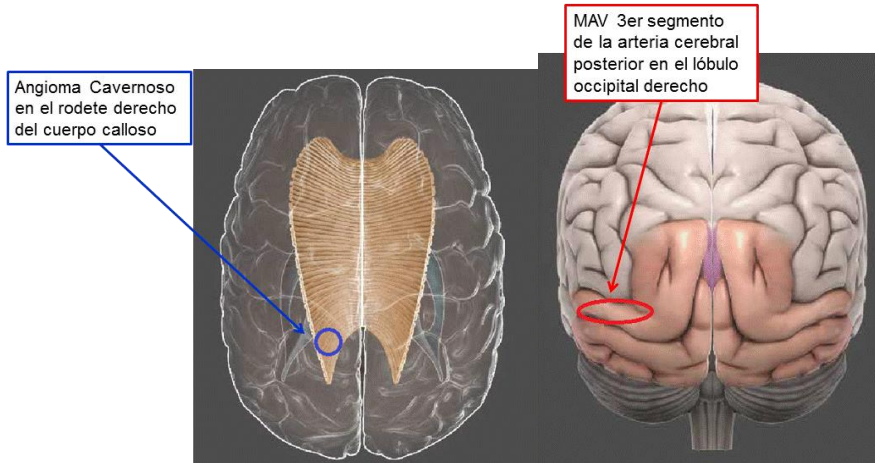 Angioma Cavernoso
en el rodete derecho
del cuerpo calloso
MAV 3er segmento
de la arteria cerebral
posterior en el lóbulo
occipital derecho